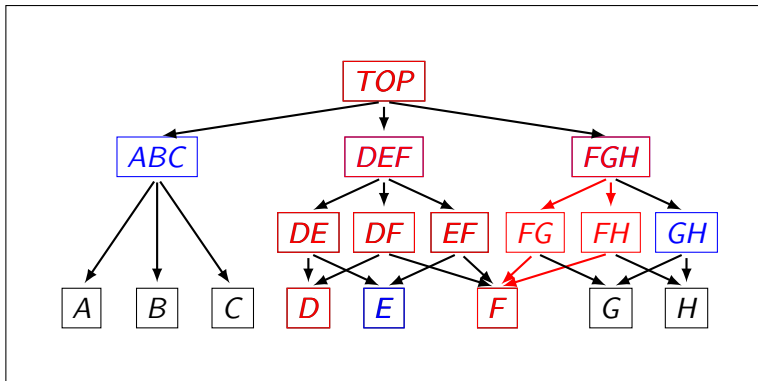 TOP
ABC DEF FGH
DE DF EF FG FH GH
A B C D E F G H